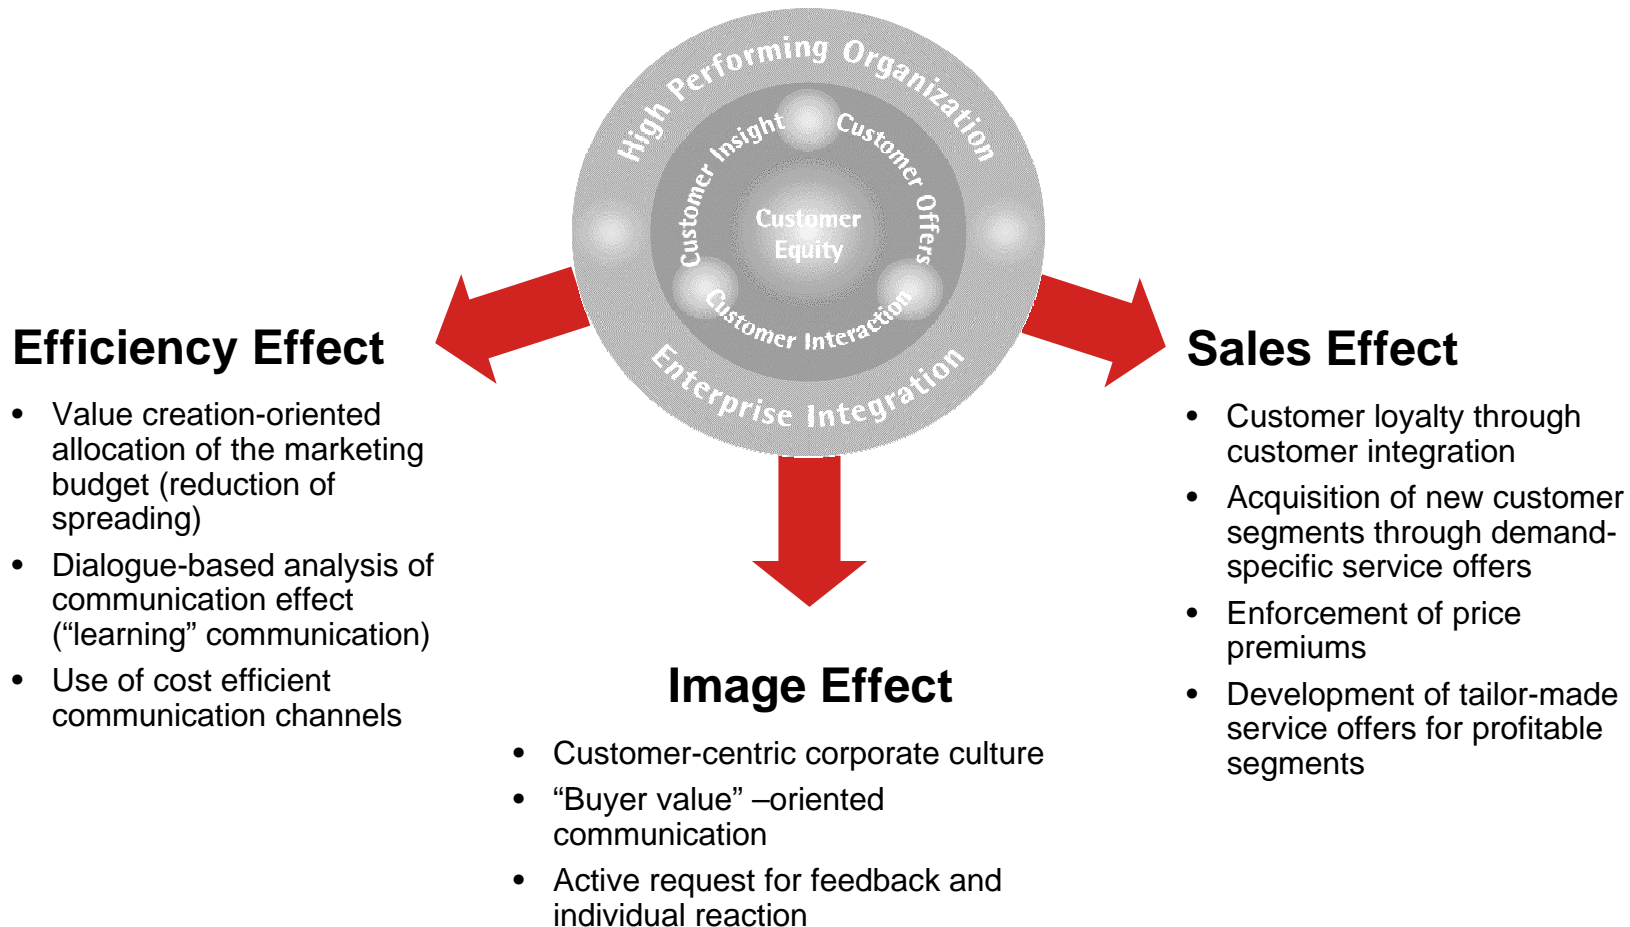 High Performing Organization
Customer Insight
Customer Offers
Customer
Equity
Customer Interaction
Enterprise Integration
Efficiency Effect
• Value creation-oriented
allocation of the marketing
budget (reduction of
spreading)
• Dialogue-based analysis of
communication effect
(“learning” communication)
• Use of cost efficient
communication channels
Image Effect
• Customer-centric corporate culture
• “Buyer value” –oriented
communication
• Active request for feedback and
individual reaction
Sales Effect
• Customer loyalty through
customer integration
• Acquisition of new customer
segments through demand-
specific service offers
• Enforcement of price
premiums
• Development of tailor-made
service offers for profitable
segments